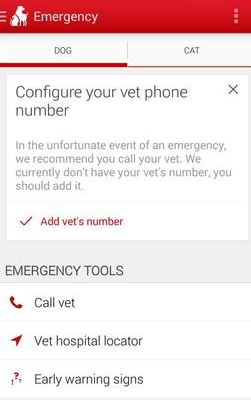 Emergency
DOG
CAT
Configure your vet phone
number
In the unfortunate event of an emergency,
we recommend you call your vet. We
currently don't have your vet's number, you
should add it.
Add vet's number
EMERGENCY TOOLS
Call vet
Vet hospital locator
Early warning signs